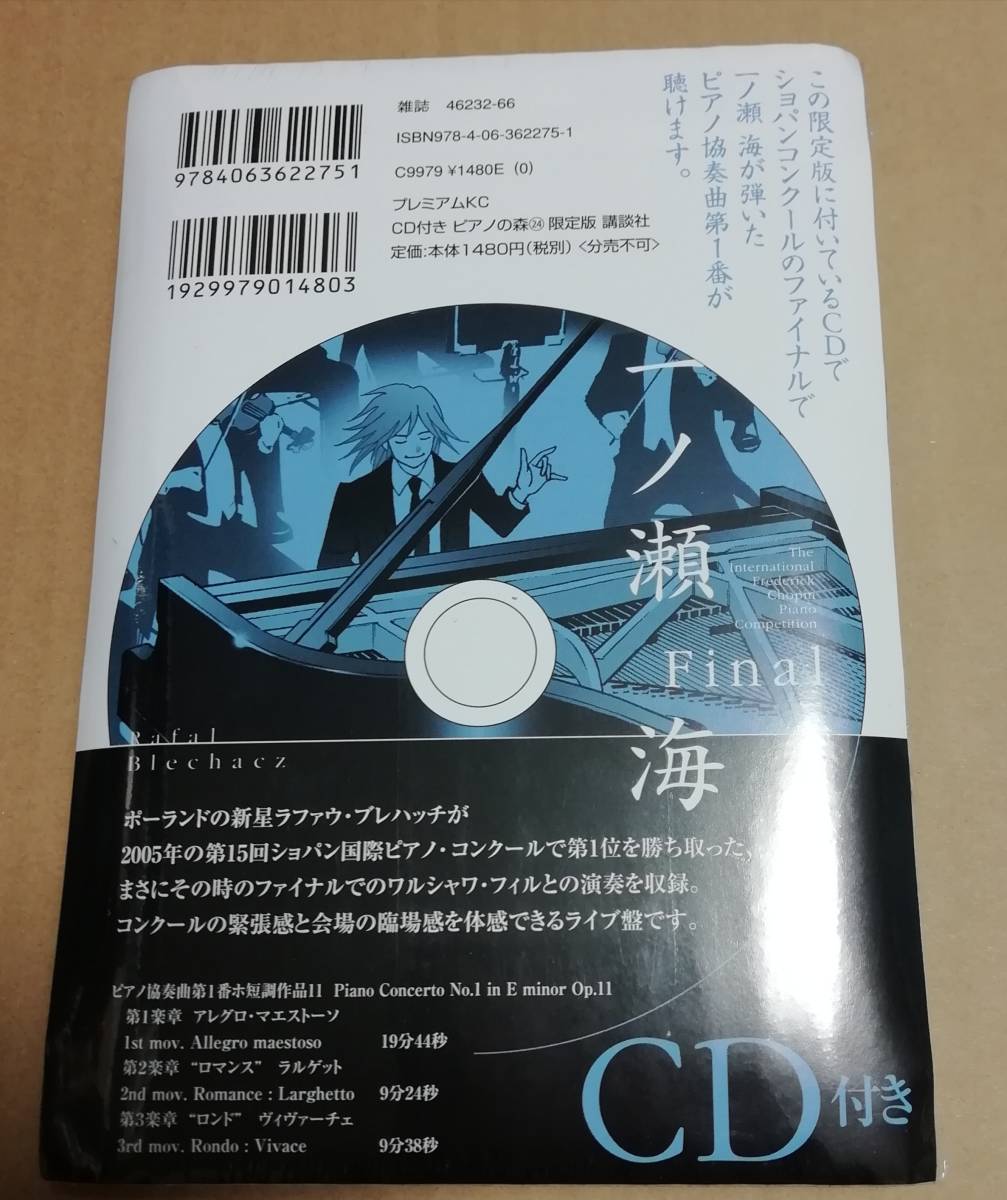 この限定版に付いているCDで
ショパンコンクールのファイナルで
一ノ瀬 海が弾いた
ピアノ協奏曲第1番が
聴けます。
雑誌 46232-66
ISBN978-4-06-362275-1
C9979 ¥1480E (0)
プレミアムKC
CD付き ピアノの森㉔ 限定版 講談社
定価:本体1480円(税別) <分売不可>
9784063622751
1929979014803
一ノ瀬海
The
International
Frederick
Chopin
Piano
Competition
Final
Rafal
Blechacz
ポーランドの新星ラファウ・ブレハッチが
2005年の第15回ショパン国際ピアノ・コンクールで第1位を勝ち取った、
まさにその時のファイナルでのワルシャワ・フィルとの演奏を収録。
コンクールの緊張感と会場の臨場感を体感できるライブ盤です。
ピアノ協奏曲第1番ホ短調作品11 Piano Concerto No.1 in E minor Op.11
第1楽章 アレグロ・マエストーソ
1st mov. Allegro maestoso 19分44秒
第2楽章 “ロマンス” ラルゲット
2nd mov. Romance : Larghetto 9分24秒
第3楽章 “ロンド” ヴィヴァーチェ
3rd mov. Rondo : Vivace 9分38秒
CD付き